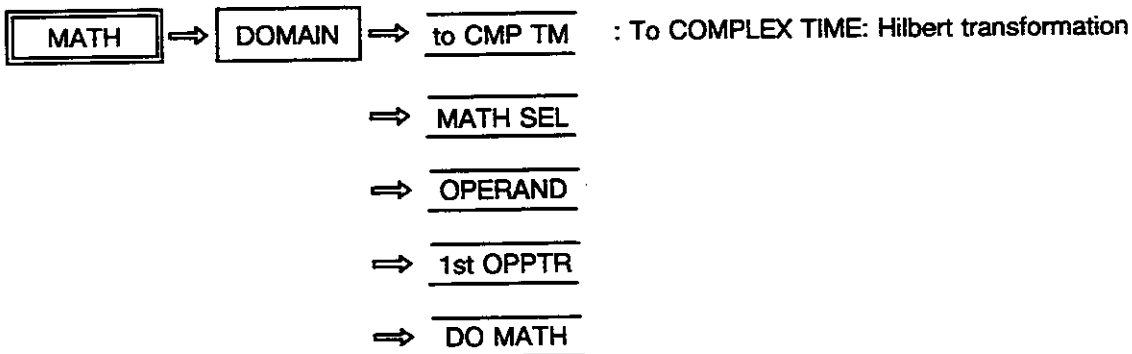 MATH ⇒ DOMAIN ⇒ to CMP TM : To COMPLEX TIME: Hilbert transformation
⇒ MATH SEL
⇒ OPERAND
⇒ 1st OPPTR
⇒ DO MATH